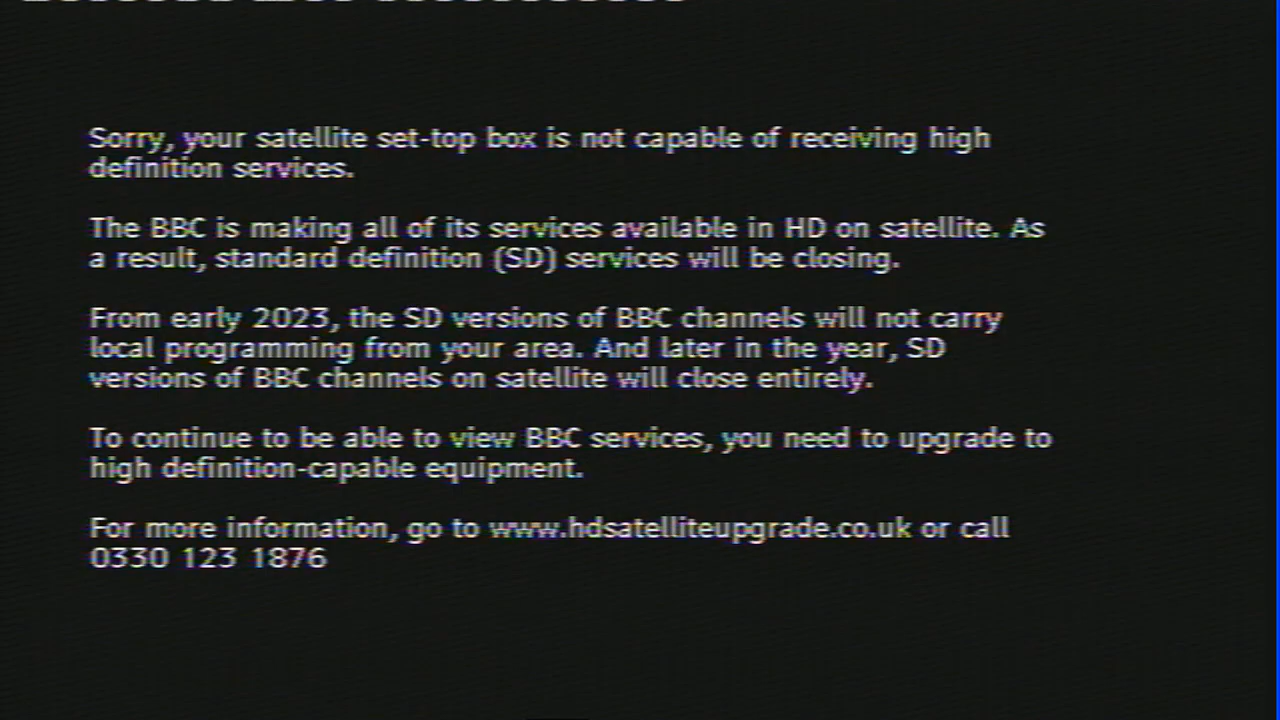 Sorry, your satellite set-top box is not capable of receiving high
definition services.
The BBC is making all of its services available in HD on satellite. As
a result, standard definition (SD) services will be closing.
From early 2023, the SD versions of BBC channels will not carry
local programming from your area. And later in the year, SD
versions of BBC channels on satellite will close entirely.
To continue to be able to view BBC services, you need to upgrade to
high definition-capable equipment.
For more information, go to www.hdsatelliteupgrade.co.uk or call
0330 123 1876